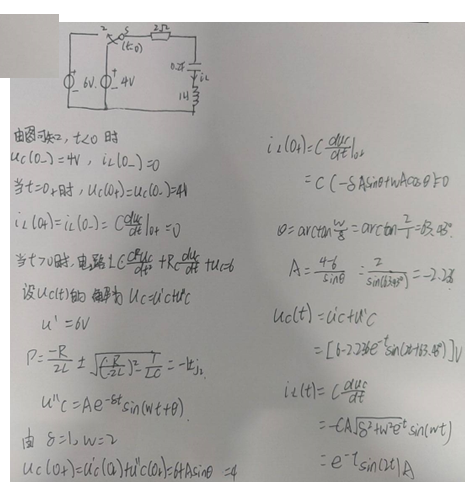 2 S 2Ω
(t=0)
0.2F
6V 4V iL
1H
由图可知, t<0 时
uc(0-)=4V, iL(0-)=0
当t=0+时, uc(0+)=uc(0-)=4V
iL(0+)=iL(0-)= C duc/dt|0+ =0
当t>0时, 电路 LC d²uc/dt² + RC duc/dt + uc=6
设uc(t)的 解为 uc=u'c+u''c
u'=6V
P= -R/2L ± √((R/2L)² - 1/LC) = -1±j2
u''c=Ae^-δt sin(wt+θ)
由 δ=1, w=2
uc(0+)=u'c(0+)+u''c(0+)=6+Asinθ=4
iL(0+)=C duc/dt|0+
=C(-δAsinθ+wAcosθ)=0
θ=arctan w/δ=arctan 2/1=63.43°
A= 4-6/sinθ = -2/sin(63.43°) =-2.236
uc(t)=u'c+u''c
=[6-2.236e^-t sin(2t+63.43°)]V
iL(t)=C duc/dt
=-CA√(δ²+w²) e^-t sin(wt)
=e^-t sin(2t)A